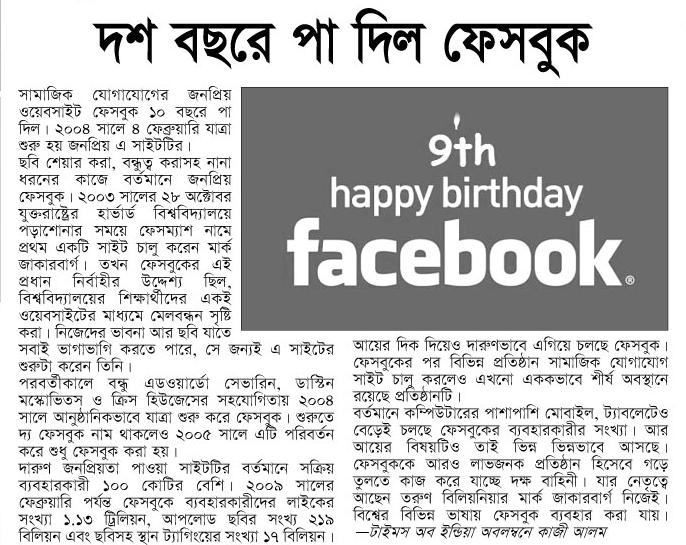 দশ বছরে পা দিল ফেসবুক
সামাজিক যোগাযোগের জনপ্রিয়
ওয়েবসাইট ফেসবুক ১০ বছরে পা
দিল। ২০০৪ সালে ৪ ফেব্রুয়ারি যাত্রা
শুরু হয় জনপ্রিয় এ সাইটটির।
ছবি শেয়ার করা, বন্ধুত্ব করাসহ নানা
ধরনের কাজে বর্তমানে জনপ্রিয়
ফেসবুক। ২০০৩ সালের ২৮ অক্টোবর
যুক্তরাষ্ট্রের হার্ভার্ড বিশ্ববিদ্যালয়ে
পড়াশোনার সময়ে ফেসম্যাশ নামে
প্রথম একটি সাইট চালু করেন মার্ক
জাকারবার্গ। তখন ফেসবুকের এই
প্রধান নির্বাহীর উদ্দেশ্য ছিল,
বিশ্ববিদ্যালয়ের শিক্ষার্থীদের একই
ওয়েবসাইটের মাধ্যমে মেলবন্ধন সৃষ্টি
করা। নিজেদের ভাবনা আর ছবি যাতে
সবাই ভাগাভাগি করতে পারে, সে জন্যই এ সাইটের
শুরুটা করেন তিনি।
পরবর্তীকালে বন্ধু এডওয়ার্ডো সেভারিন, ডাস্টিন
মস্কোভিতস ও ক্রিস হিউজেসের সহযোগিতায় ২০০৪
সালে আনুষ্ঠানিকভাবে যাত্রা শুরু করে ফেসবুক। শুরুতে
দ্য ফেসবুক নাম থাকলেও ২০০৫ সালে এটি পরিবর্তন
করে শুধু ফেসবুক করা হয়।
দারুণ জনপ্রিয়তা পাওয়া সাইটটির বর্তমানে সক্রিয়
ব্যবহারকারী ১০০ কোটির বেশি। ২০০৯ সালের
ফেব্রুয়ারি পর্যন্ত ফেসবুকে ব্যবহারকারীদের লাইকের
সংখ্যা ১.১৩ ট্রিলিয়ন, আপলোড ছবির সংখ্যা ২১৯
বিলিয়ন এবং ছবিসহ স্থান ট্যাগিংয়ের সংখ্যা ১৭ বিলিয়ন।
9th
happy birthday
facebook®
আয়ের দিক দিয়েও দারুণভাবে এগিয়ে চলছে ফেসবুক।
ফেসবুকের পর বিভিন্ন প্রতিষ্ঠান সামাজিক যোগাযোগ
সাইট চালু করলেও এখনো এককভাবে শীর্ষ অবস্থানে
রয়েছে প্রতিষ্ঠানটি।
বর্তমানে কম্পিউটারের পাশাপাশি মোবাইল, ট্যাবলেটেও
বেড়েই চলছে ফেসবুকের ব্যবহারকারীর সংখ্যা। আর
আয়ের বিষয়টিও তাই ভিন্ন ভিন্নভাবে আসছে।
ফেসবুককে আরও লাভজনক প্রতিষ্ঠান হিসেবে গড়ে
তুলতে কাজ করে যাচ্ছে দক্ষ বাহিনী। যার নেতৃত্বে
আছেন তরুণ বিলিয়নিয়ার মার্ক জাকারবার্গ নিজেই।
বিশ্বের বিভিন্ন ভাষায় ফেসবুক ব্যবহার করা যায়।
—টাইমস অব ইন্ডিয়া অবলম্বনে কাজী আলম